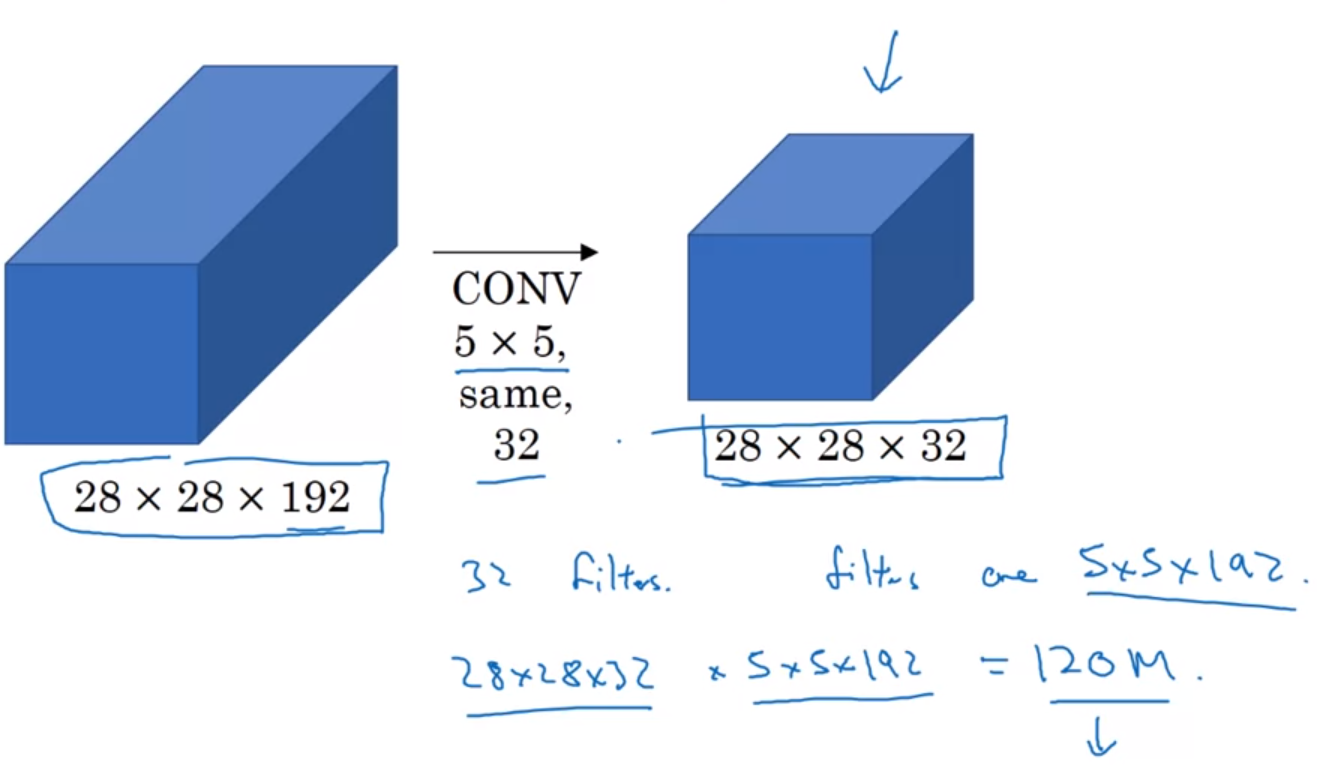 CONV
5 × 5,
same,
32
28 × 28 × 192
28 × 28 × 32
32 filters. filters are 5x5x192.
28x28x32 x 5x5x192 = 120M.